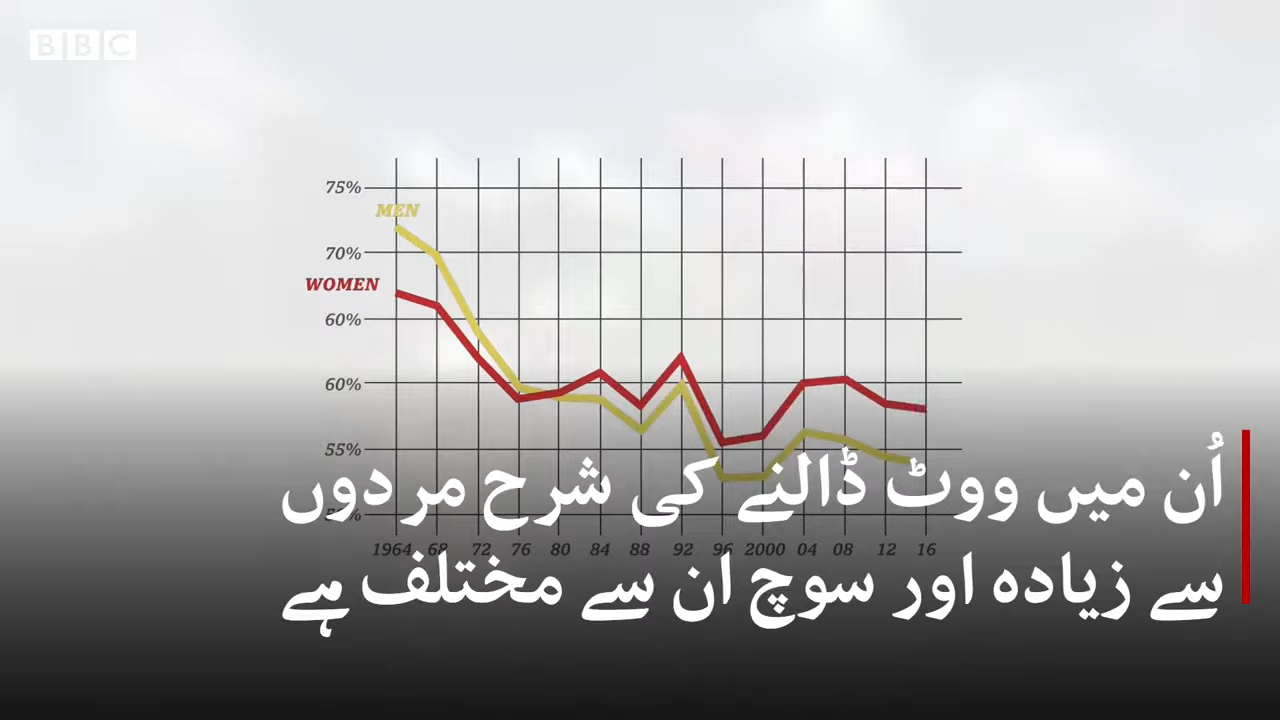 BBC
75%
MEN
70%
WOMEN
60%
60%
55%
1964 68 72 76 80 84 88 92 96 2000 04 08 12 16
اُن میں ووٹ ڈالنے کی شرح مردوں
سے زیادہ اور سوچ ان سے مختلف ہے